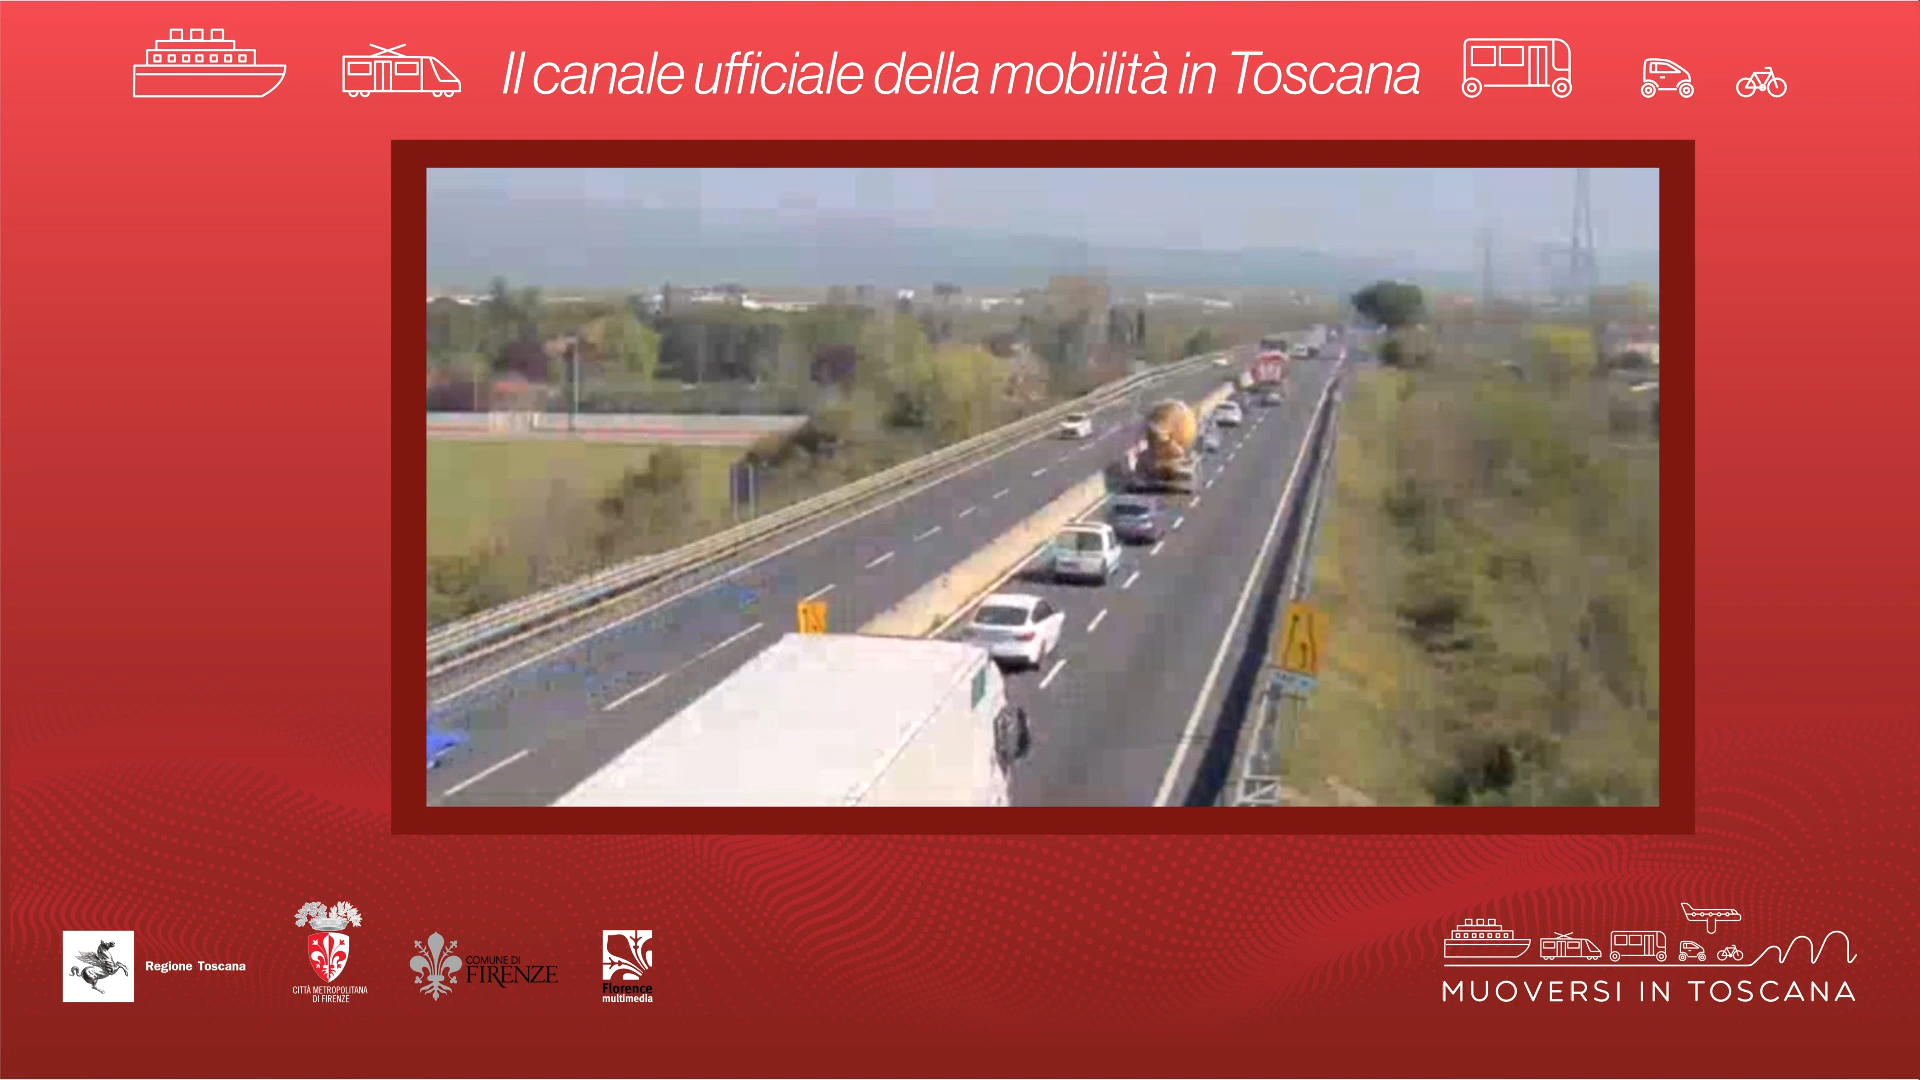 Il canale ufficiale della mobilità in Toscana
Regione Toscana
CITTÀ METROPOLITANA
DI FIRENZE
COMUNE DI
FIRENZE
Florence
multimedia
MUOVERSI IN TOSCANA